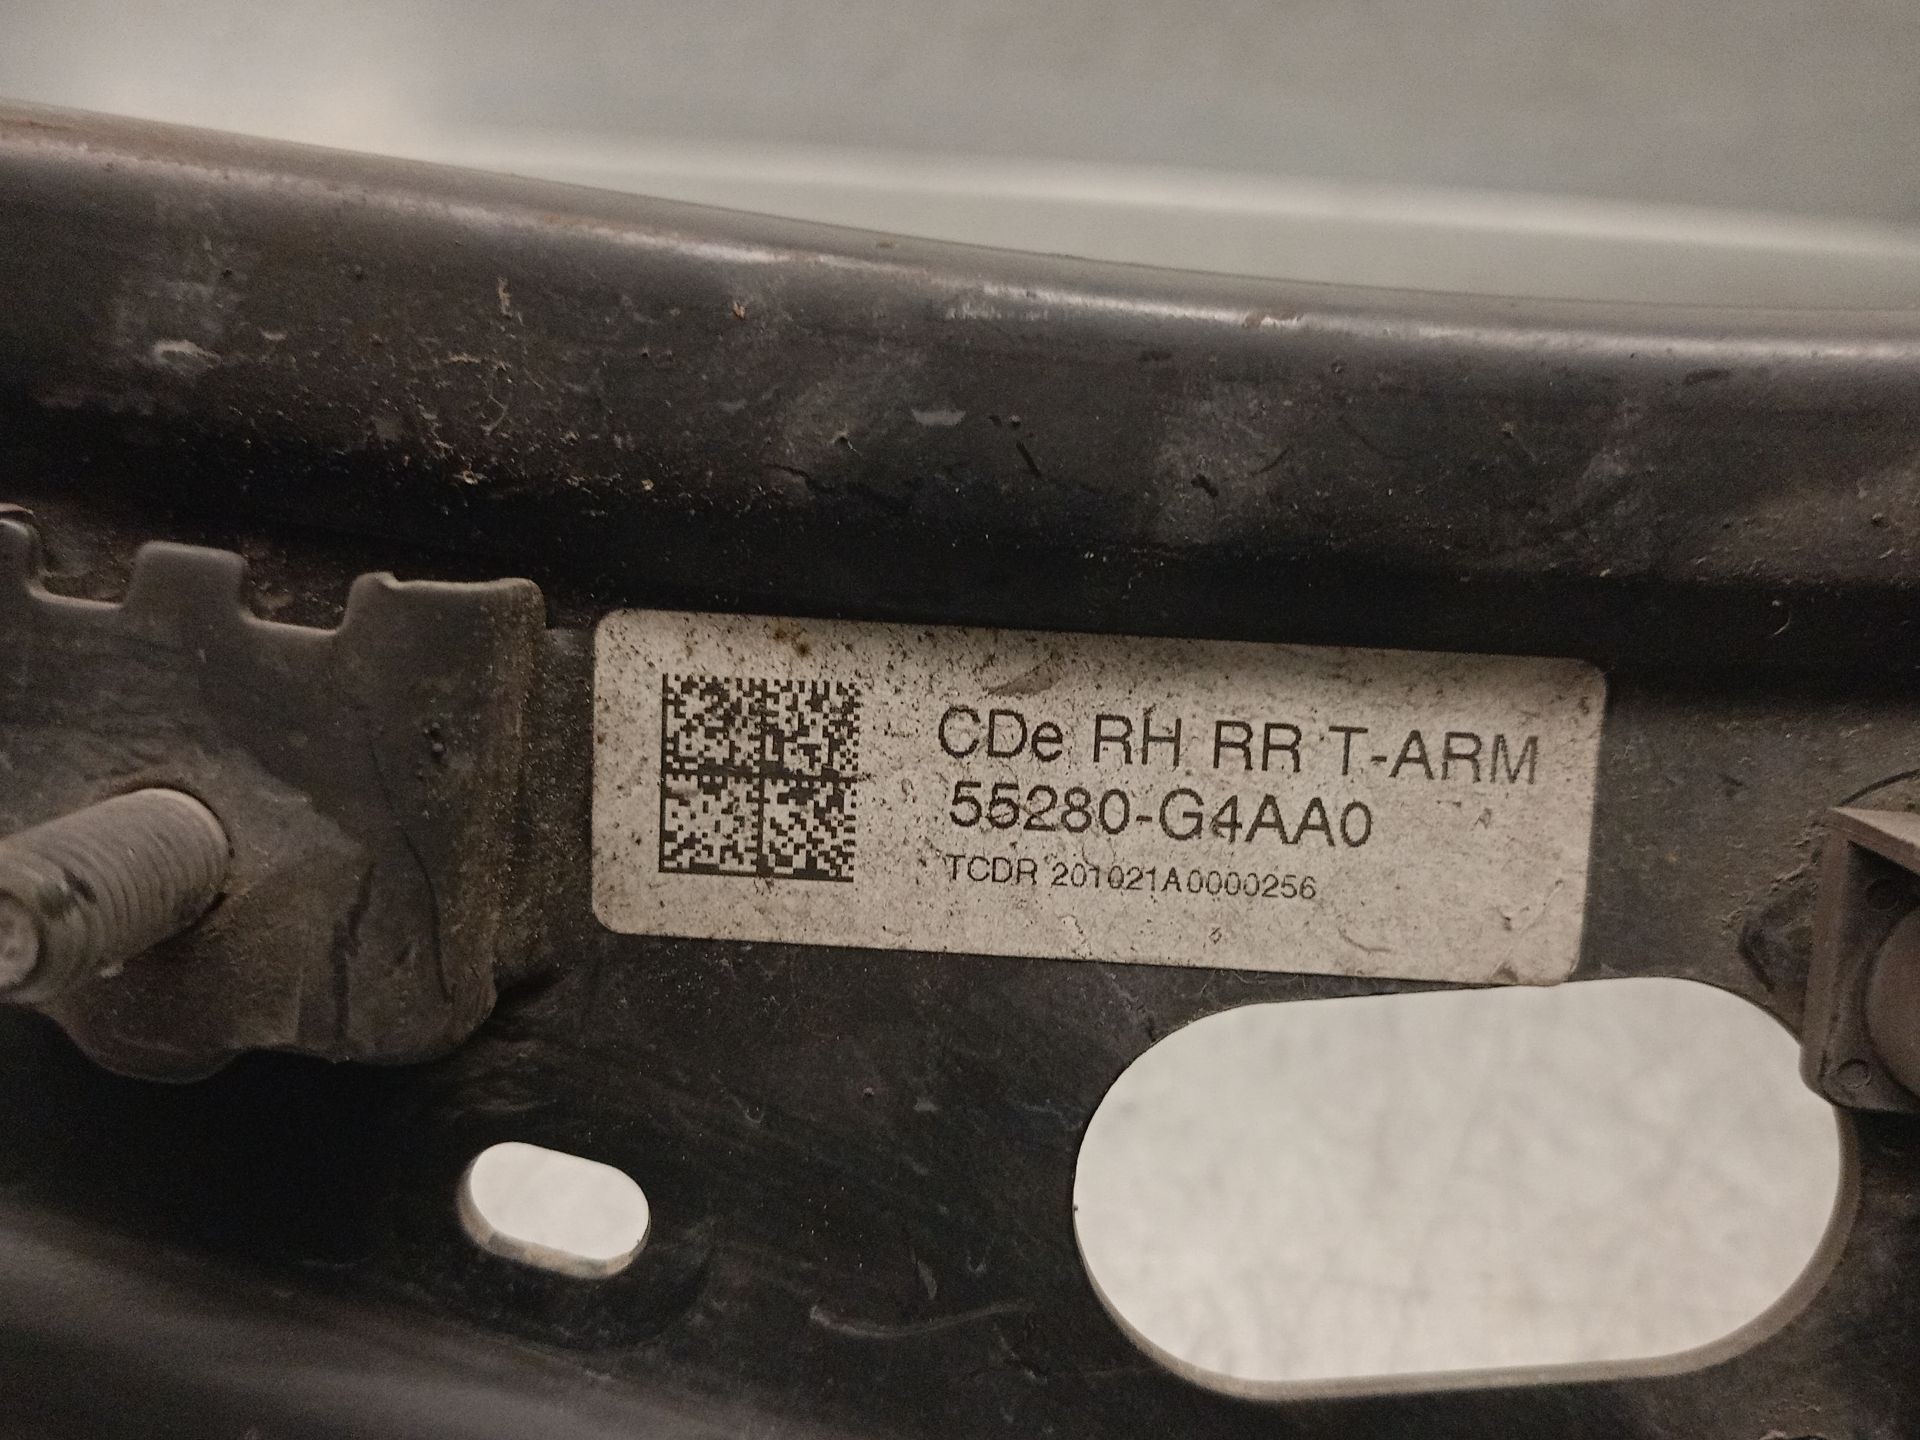 CDe RH RR T-ARM
55280-G4AA0
TCDR 201021A0000256